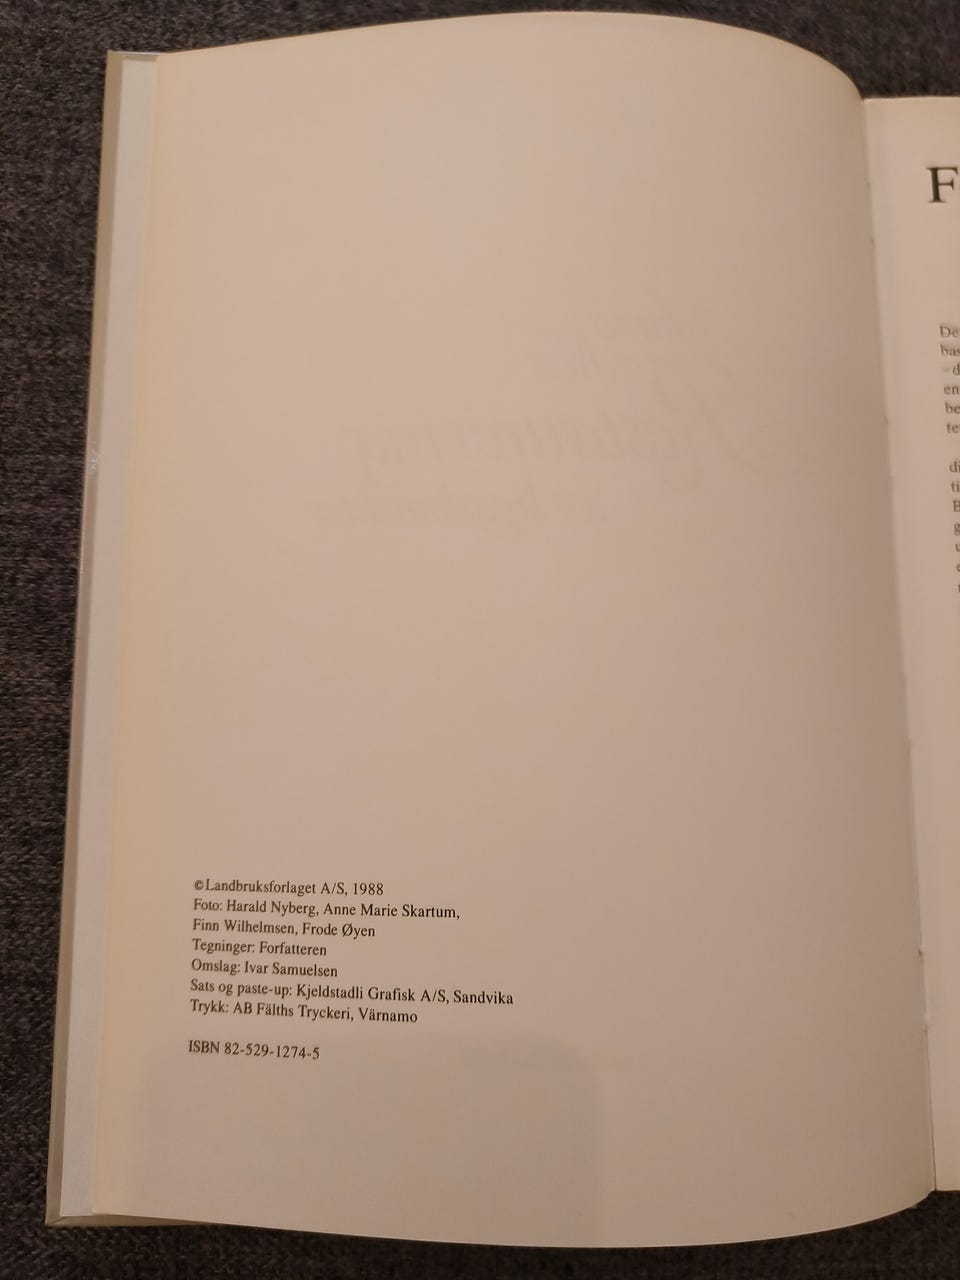 ©Landbruksforlaget A/S, 1988
Foto: Harald Nyberg, Anne Marie Skartum,
Finn Wilhelmsen, Frode Øyen
Tegninger: Forfatteren
Omslag: Ivar Samuelsen
Sats og paste-up: Kjeldstadli Grafisk A/S, Sandvika
Trykk: AB Fälths Tryckeri, Värnamo
ISBN 82-529-1274-5